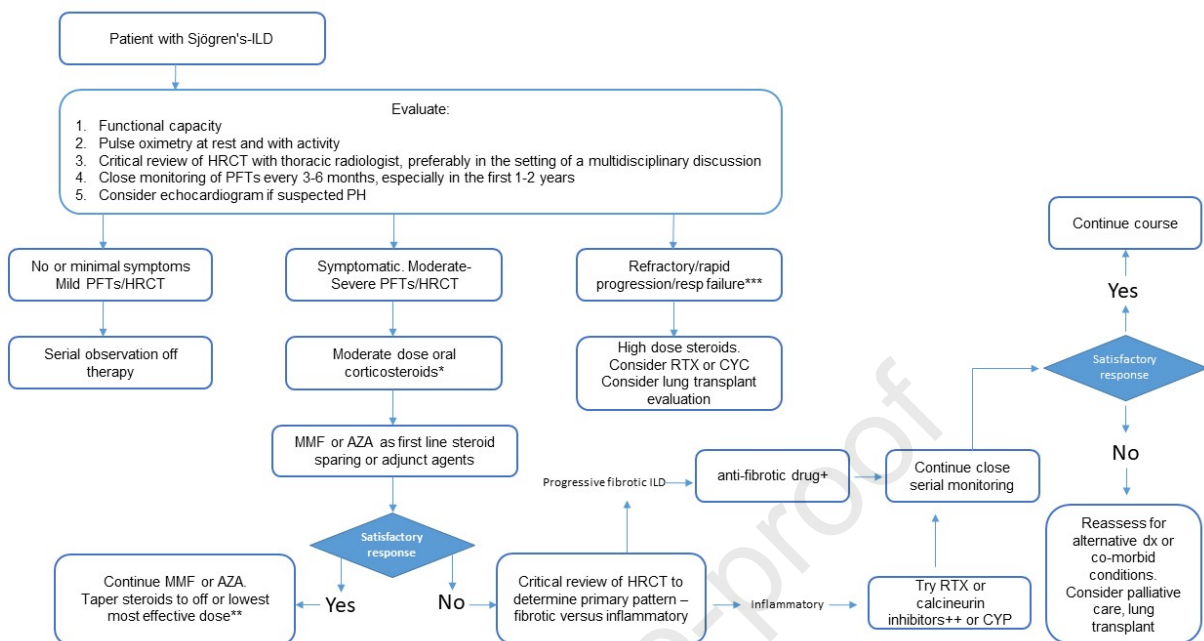 Patient with Sjögren's-ILD
Evaluate:
1. Functional capacity
2. Pulse oximetry at rest and with activity
3. Critical review of HRCT with thoracic radiologist, preferably in the setting of a multidisciplinary discussion
4. Close monitoring of PFTs every 3-6 months, especially in the first 1-2 years
5. Consider echocardiogram if suspected PH
No or minimal symptoms
Mild PFTs/HRCT
Serial observation off
therapy
Symptomatic. Moderate-
Severe PFTs/HRCT
Moderate dose oral
corticosteroids*
MMF or AZA as first line steroid
sparing or adjunct agents
Satisfactory
response
Yes
Continue MMF or AZA.
Taper steroids to off or lowest
most effective dose**
No
Critical review of HRCT to
determine primary pattern –
fibrotic versus inflammatory
Refractory/rapid
progression/resp failure***
High dose steroids.
Consider RTX or CYC
Consider lung transplant
evaluation
Progressive fibrotic ILD
anti-fibrotic drug+
Inflammatory
Try RTX or
calcineurin
inhibitors++ or CYP
Continue close
serial monitoring
Satisfactory
response
Yes
Continue course
No
Reassess for
alternative dx or
co-morbid
conditions.
Consider palliative
care, lung
transplant
e-proof